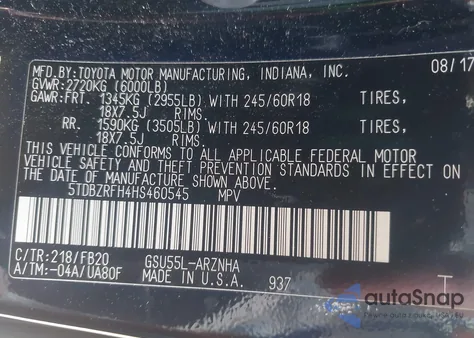 MFD.BY: TOYOTA MOTOR MANUFACTURING, INDIANA, INC. 08/17
GVWR: 2720KG (6000LB)
GAWR: FRT. 1345KG (2955LB) WITH 245/60R18 TIRES,
18X7.5J RIMS,
RR. 1590KG (3505LB) WITH 245/60R18 TIRES,
18X7.5J RIMS.
THIS VEHICLE CONFORMS TO ALL APPLICABLE FEDERAL MOTOR
VEHICLE SAFETY AND THEFT PREVENTION STANDARDS IN EFFECT ON
THE DATE OF MANUFACTURE SHOWN ABOVE.
5TDBZRFH4HS460545 MPV
C/TR: 218/FB20 GSU55L-ARZNHA
A/TM: -04A/UA80F MADE IN U.S.A. 937 T
autaSnap